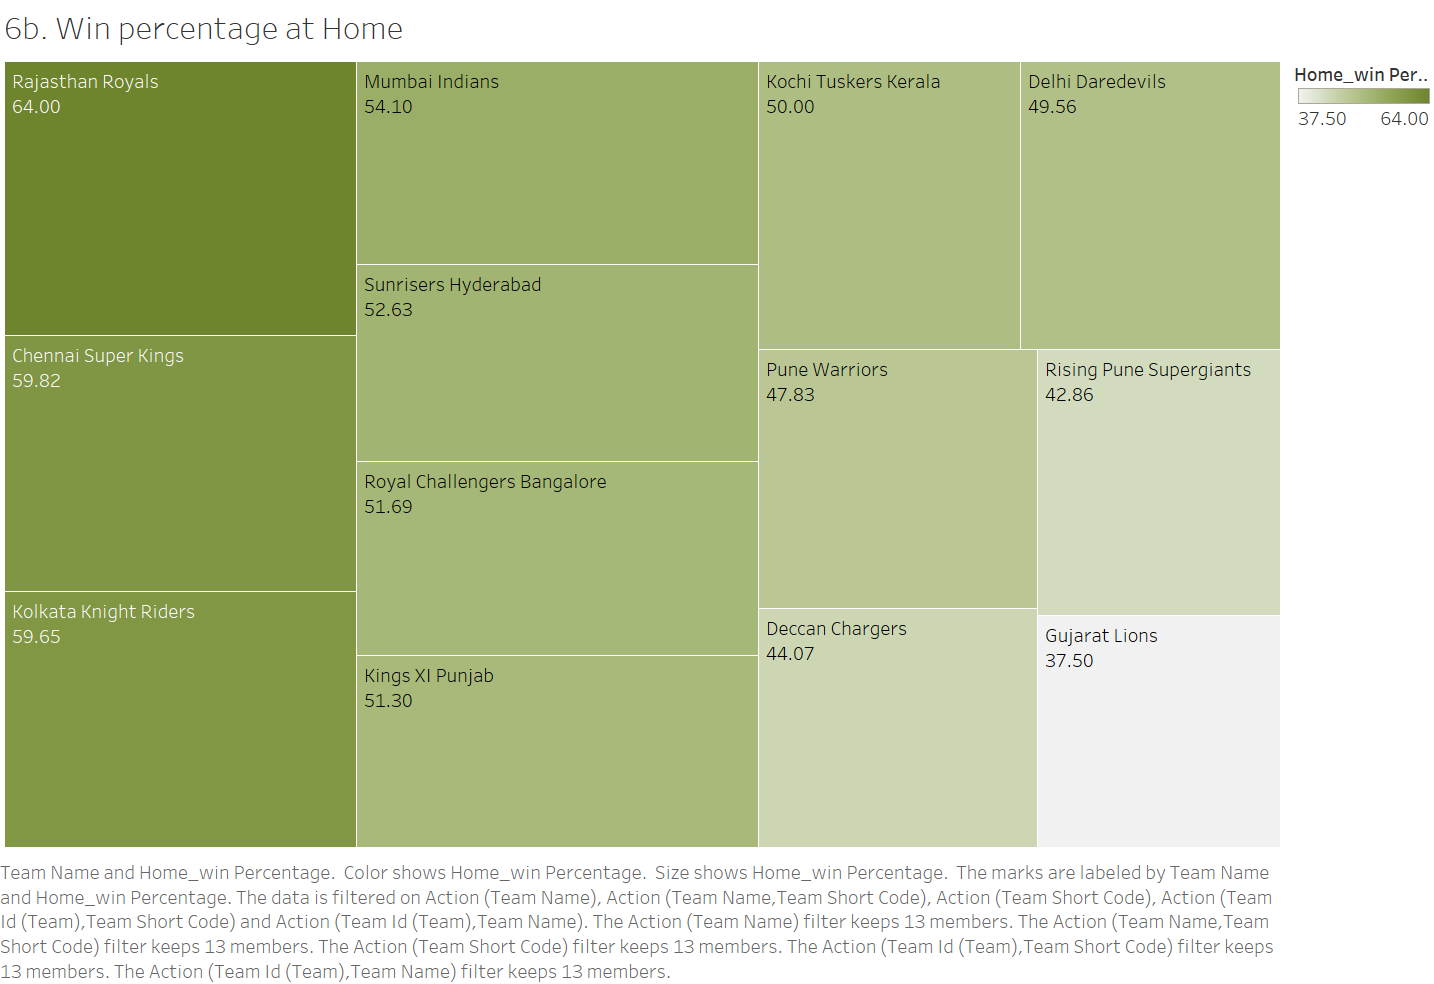 6b. Win percentage at Home
Rajasthan Royals
64.00
Chennai Super Kings
59.82
Kolkata Knight Riders
59.65
Mumbai Indians
54.10
Sunrisers Hyderabad
52.63
Royal Challengers Bangalore
51.69
Kings XI Punjab
51.30
Kochi Tuskers Kerala
50.00
Delhi Daredevils
49.56
Pune Warriors
47.83
Rising Pune Supergiants
42.86
Deccan Chargers
44.07
Gujarat Lions
37.50
Home_win Per..
37.50 64.00
Team Name and Home_win Percentage.  Color shows Home_win Percentage.  Size shows Home_win Percentage.  The marks are labeled by Team Name
and Home_win Percentage. The data is filtered on Action (Team Name), Action (Team Name,Team Short Code), Action (Team Short Code), Action (Team
Id (Team),Team Short Code) and Action (Team Id (Team),Team Name). The Action (Team Name) filter keeps 13 members. The Action (Team Name,Team
Short Code) filter keeps 13 members. The Action (Team Short Code) filter keeps 13 members. The Action (Team Id (Team),Team Short Code) filter keeps
13 members. The Action (Team Id (Team),Team Name) filter keeps 13 members.